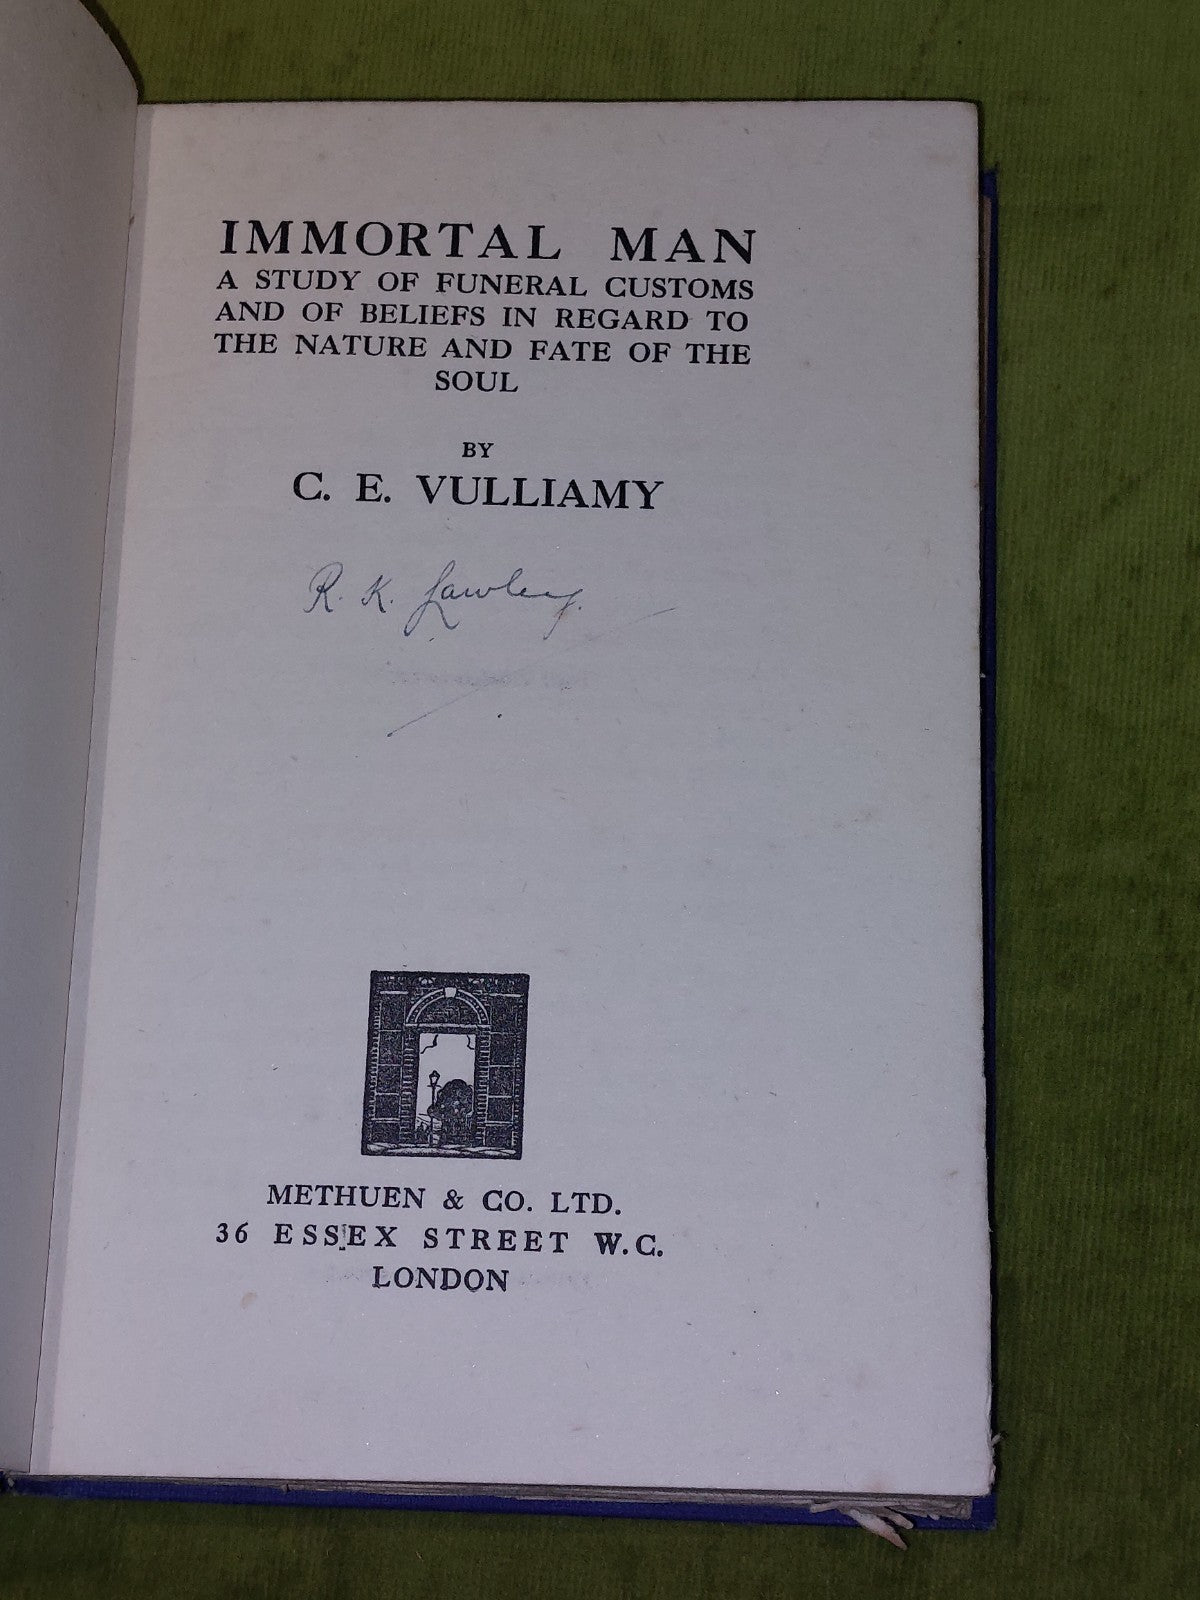 IMMORTAL MAN
A STUDY OF FUNERAL CUSTOMS
AND OF BELIEFS IN REGARD TO
THE NATURE AND FATE OF THE
SOUL
BY
C. E. VULLIAMY
R. K. Lawley.
METHUEN & CO. LTD.
36 ESSEX STREET W.C.
LONDON